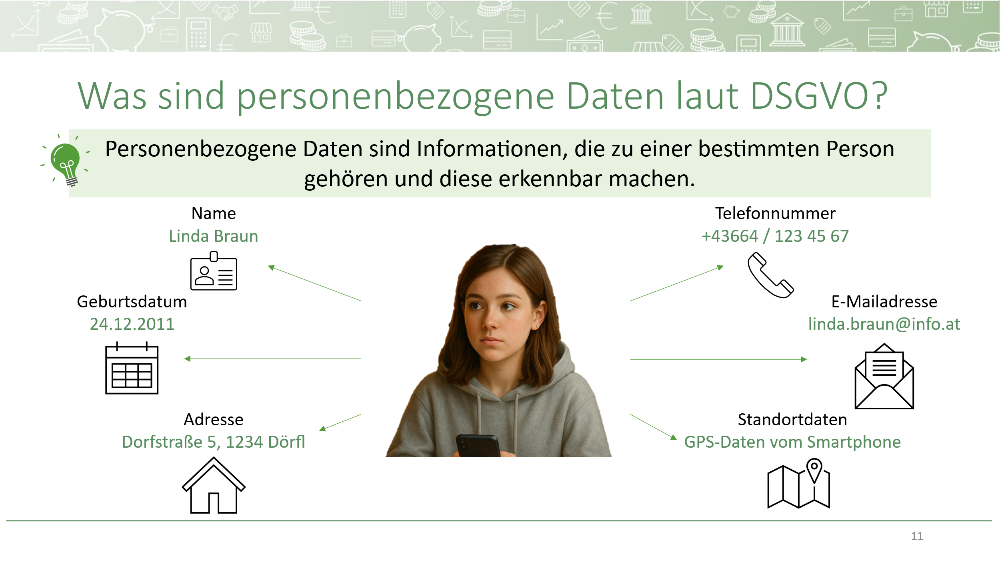 Was sind personenbezogene Daten laut DSGVO?
Personenbezogene Daten sind Informationen, die zu einer bestimmten Person
gehören und diese erkennbar machen.
Name
Linda Braun
Geburtsdatum
24.12.2011
Adresse
Dorfstraße 5, 1234 Dörfl
Telefonnummer
+43664 / 123 45 67
E-Mailadresse
linda.braun@info.at
Standortdaten
GPS-Daten vom Smartphone
11